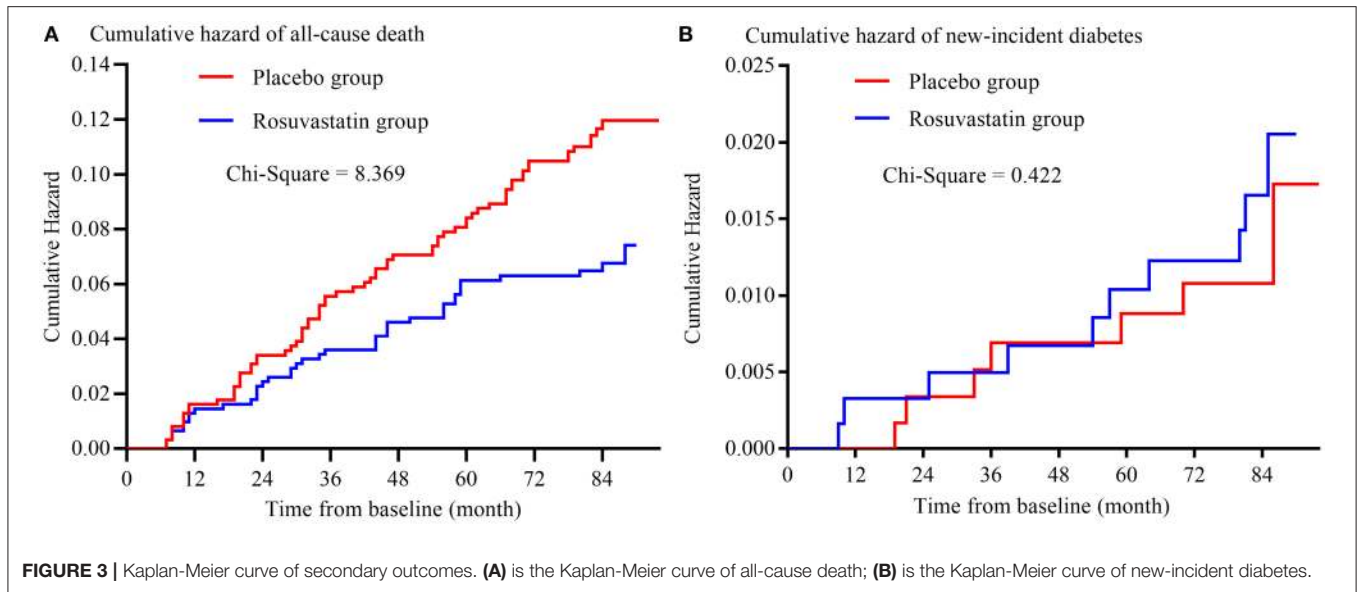 A Cumulative hazard of all-cause death
0.14
0.12
0.10
0.08
0.06
0.04
0.02
0.00
Cumulative Hazard
Placebo group
Rosuvastatin group
Chi-Square = 8.369
0 12 24 36 48 60 72 84
Time from baseline (month)
B Cumulative hazard of new-incident diabetes
0.025
0.020
0.015
0.010
0.005
0.000
Cumulative Hazard
Placebo group
Rosuvastatin group
Chi-Square = 0.422
0 12 24 36 48 60 72 84
Time from baseline (month)
FIGURE 3 | Kaplan-Meier curve of secondary outcomes. (A) is the Kaplan-Meier curve of all-cause death; (B) is the Kaplan-Meier curve of new-incident diabetes.